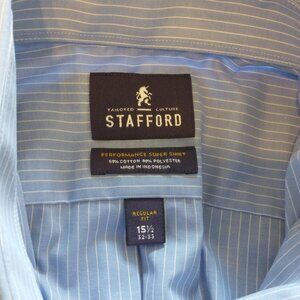 TAILORED CULTURE
STAFFORD
PERFORMANCE SUPER SHIRT
60% COTTON 40% POLYESTER
MADE IN INDONESIA
REGULAR
FIT
15½
32-33